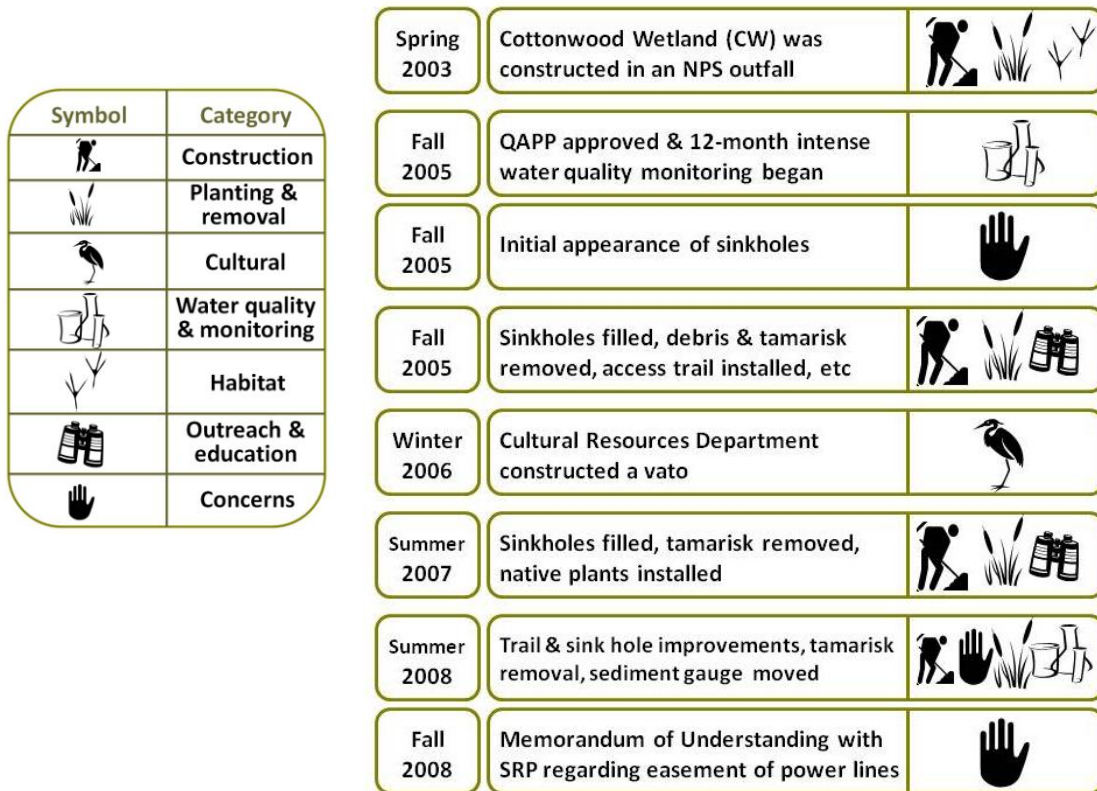 Symbol Category
Construction
Planting &
removal
Cultural
Water quality
& monitoring
Habitat
Outreach &
education
Concerns
Spring
2003
Cottonwood Wetland (CW) was
constructed in an NPS outfall
Fall
2005
QAPP approved & 12-month intense
water quality monitoring began
Fall
2005
Initial appearance of sinkholes
Fall
2005
Sinkholes filled, debris & tamarisk
removed, access trail installed, etc
Winter
2006
Cultural Resources Department
constructed a vato
Summer
2007
Sinkholes filled, tamarisk removed,
native plants installed
Summer
2008
Trail & sink hole improvements, tamarisk
removal, sediment gauge moved
Fall
2008
Memorandum of Understanding with
SRP regarding easement of power lines